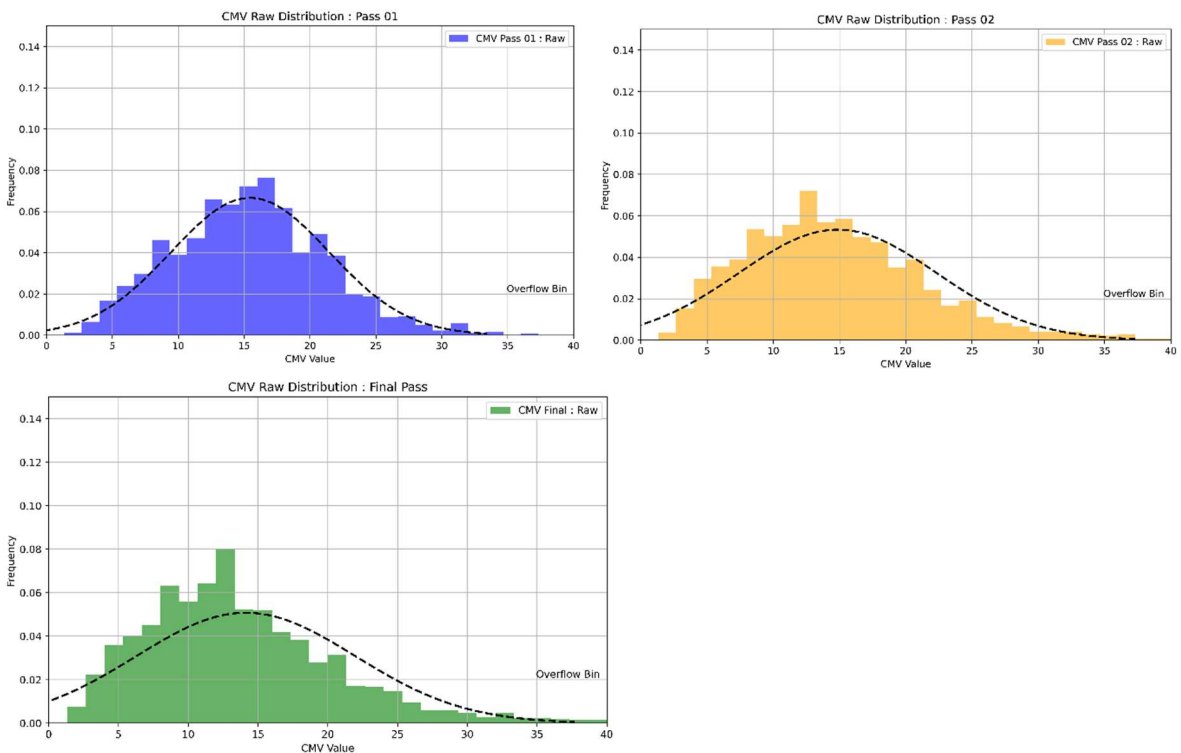 CMV Raw Distribution : Pass 01
CMV Pass 01 : Raw
0.14
0.12
0.10
0.08
0.06
0.04
0.02
0.00
Frequency
Overflow Bin
0 5 10 15 20 25 30 35 40
CMV Value
CMV Raw Distribution : Pass 02
CMV Pass 02 : Raw
0.14
0.12
0.10
0.08
0.06
0.04
0.02
0.00
Frequency
Overflow Bin
0 5 10 15 20 25 30 35 40
CMV Value
CMV Raw Distribution : Final Pass
CMV Final : Raw
0.14
0.12
0.10
0.08
0.06
0.04
0.02
0.00
Frequency
Overflow Bin
0 5 10 15 20 25 30 35 40
CMV Value